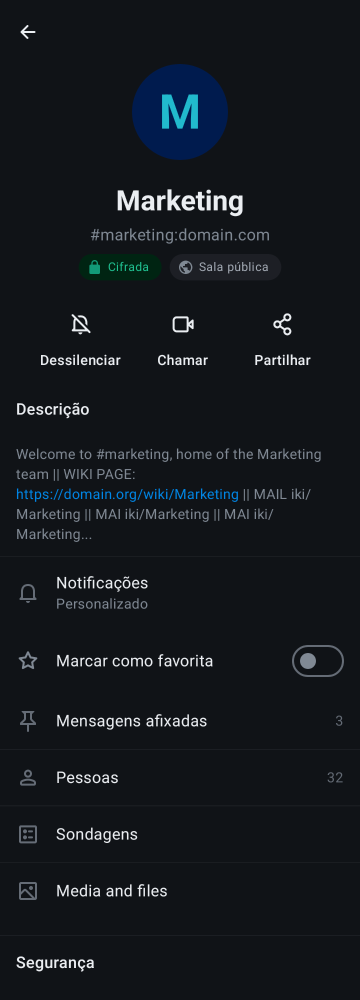 M
Marketing
#marketing:domain.com
Cifrada
Sala pública
Dessilenciar
Chamar
Partilhar
Descrição
Welcome to #marketing, home of the Marketing
team || WIKI PAGE:
https://domain.org/wiki/Marketing || MAIL iki/
Marketing || MAI iki/Marketing || MAI iki/
Marketing...
Notificações
Personalizado
Marcar como favorita
Mensagens afixadas 3
Pessoas 32
Sondagens
Media and files
Segurança